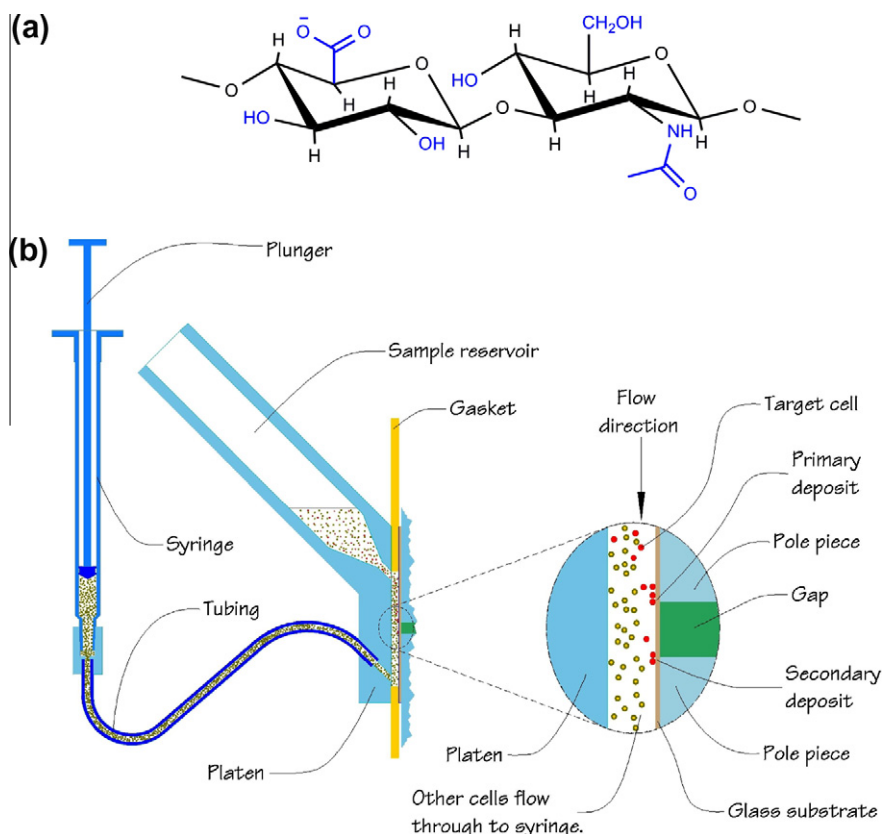 (a)
O
-
O
CH₂OH
H
H
O
H
H
O
O
H
H
HO
HO
O
O
NH
OH
H
H
H
H
O
(b)
Plunger
Sample reservoir
Gasket
Flow
direction
Target cell
Primary
deposit
Syringe
Pole piece
Tubing
Gap
Secondary
deposit
Platen
Platen
Pole piece
Other cells flow
through to syringe.
Glass substrate